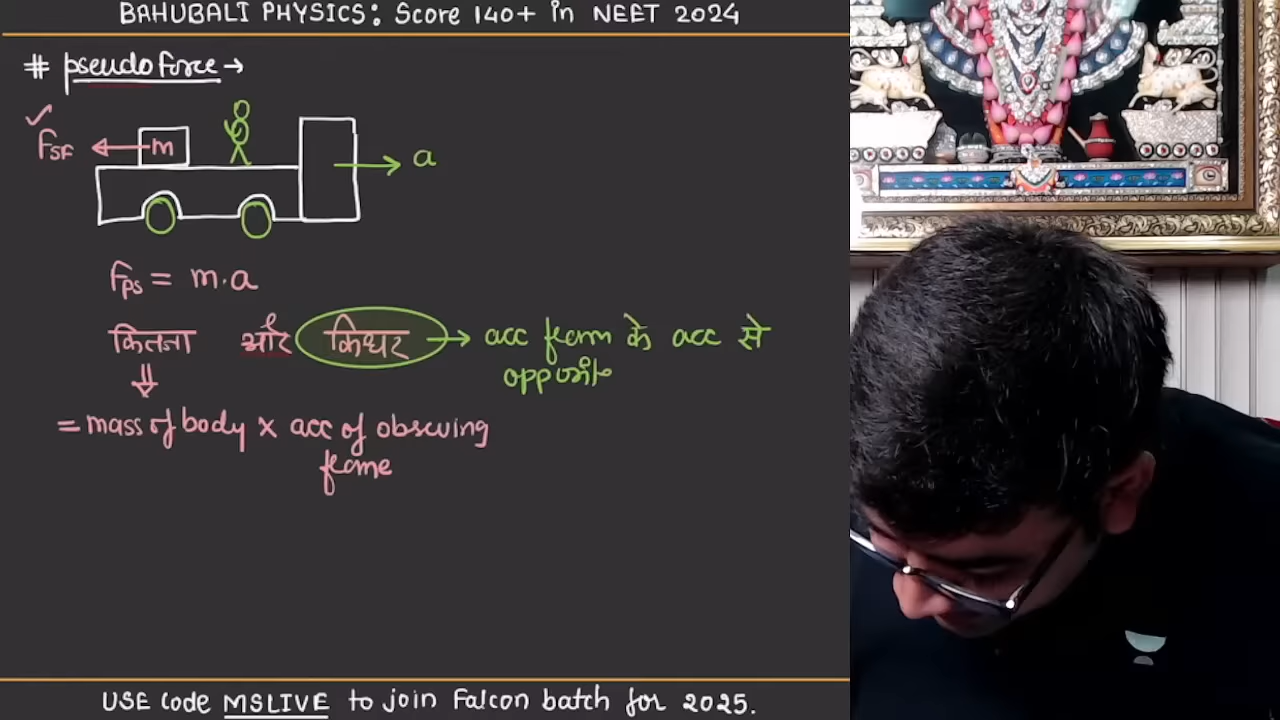 BAHUBALI PHYSICS: Score 140+ in NEET 2024
# pseudo force →
FSF
m
a
Fps = m.a
कितना और किधर → acc fram के acc से
opposite
= mass of body x acc of observing
frame
USE Code MSLIVE to join Falcon batch for 2025.